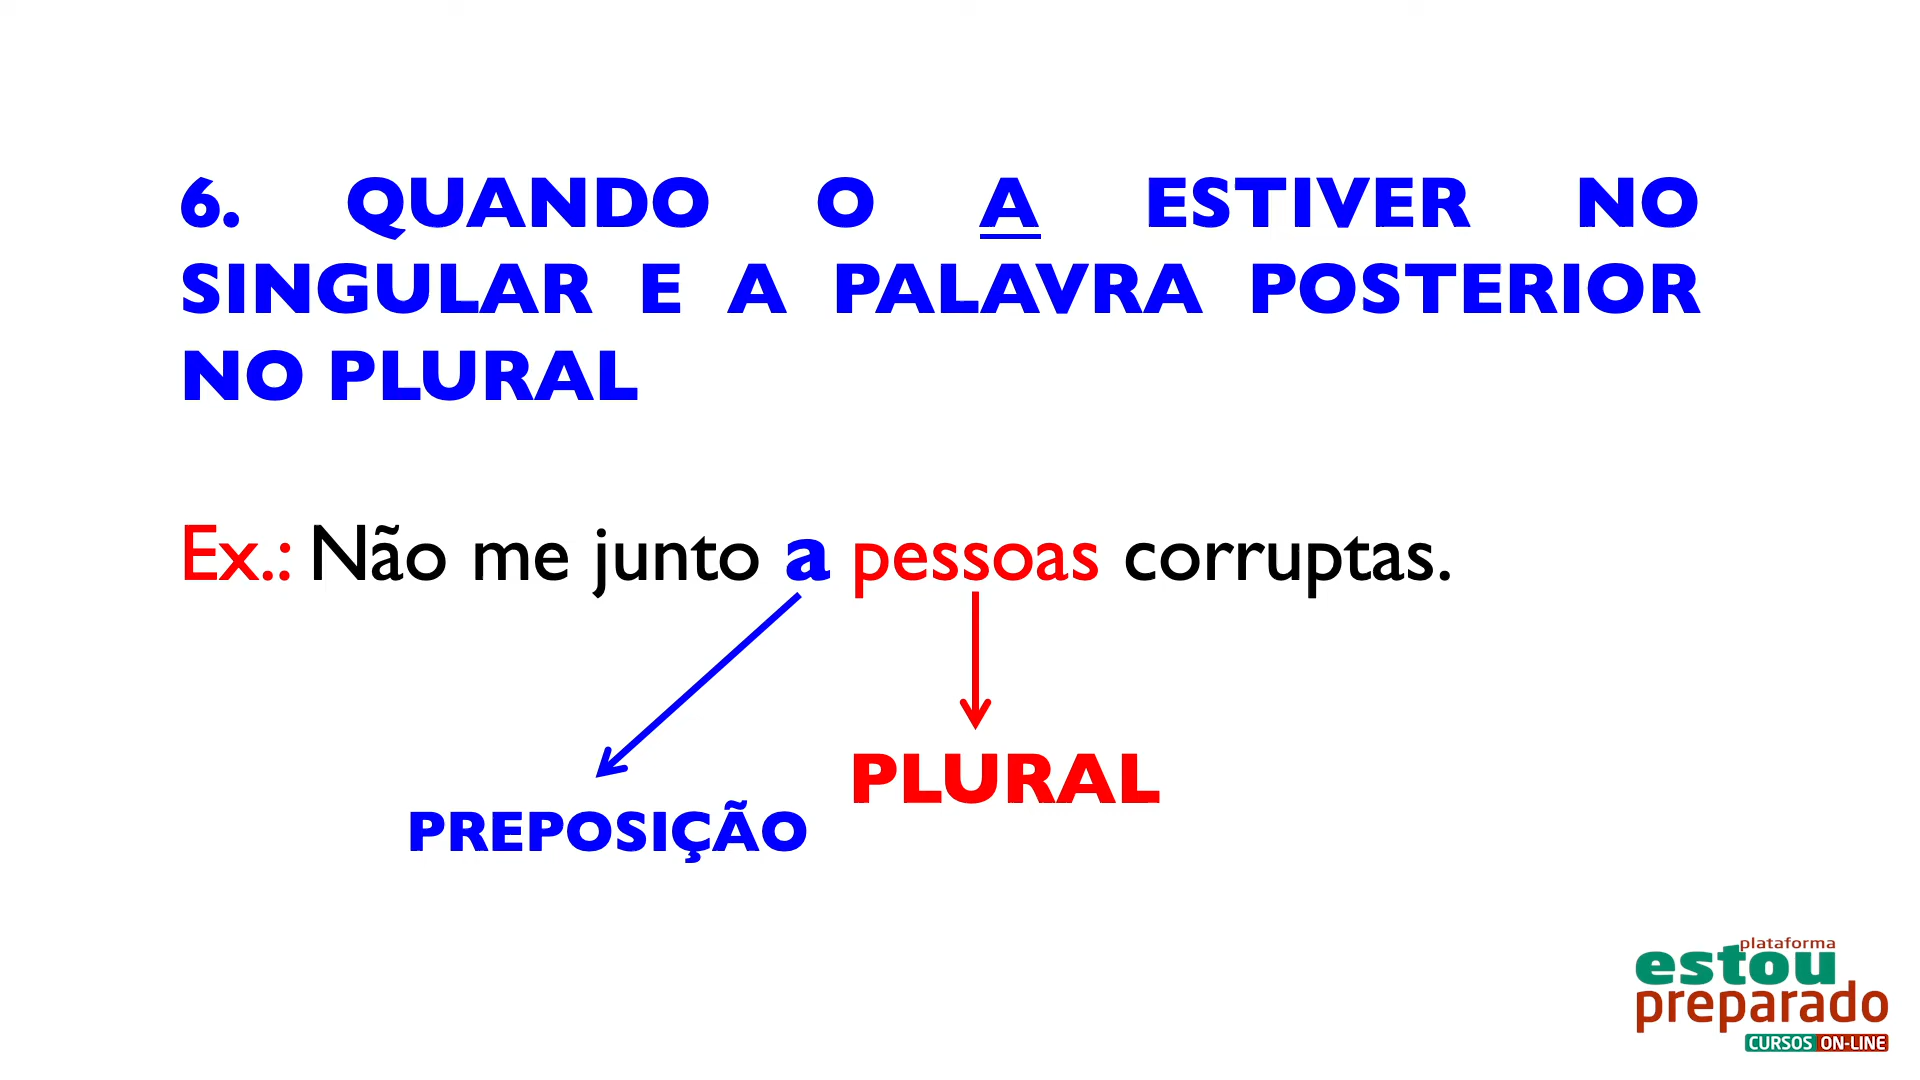 6. QUANDO O A ESTIVER NO
SINGULAR E A PALAVRA POSTERIOR
NO PLURAL
Ex.: Não me junto a pessoas corruptas.
PLURAL
PREPOSIÇÃO
plataforma
estou
preparado
CURSOS ON-LINE